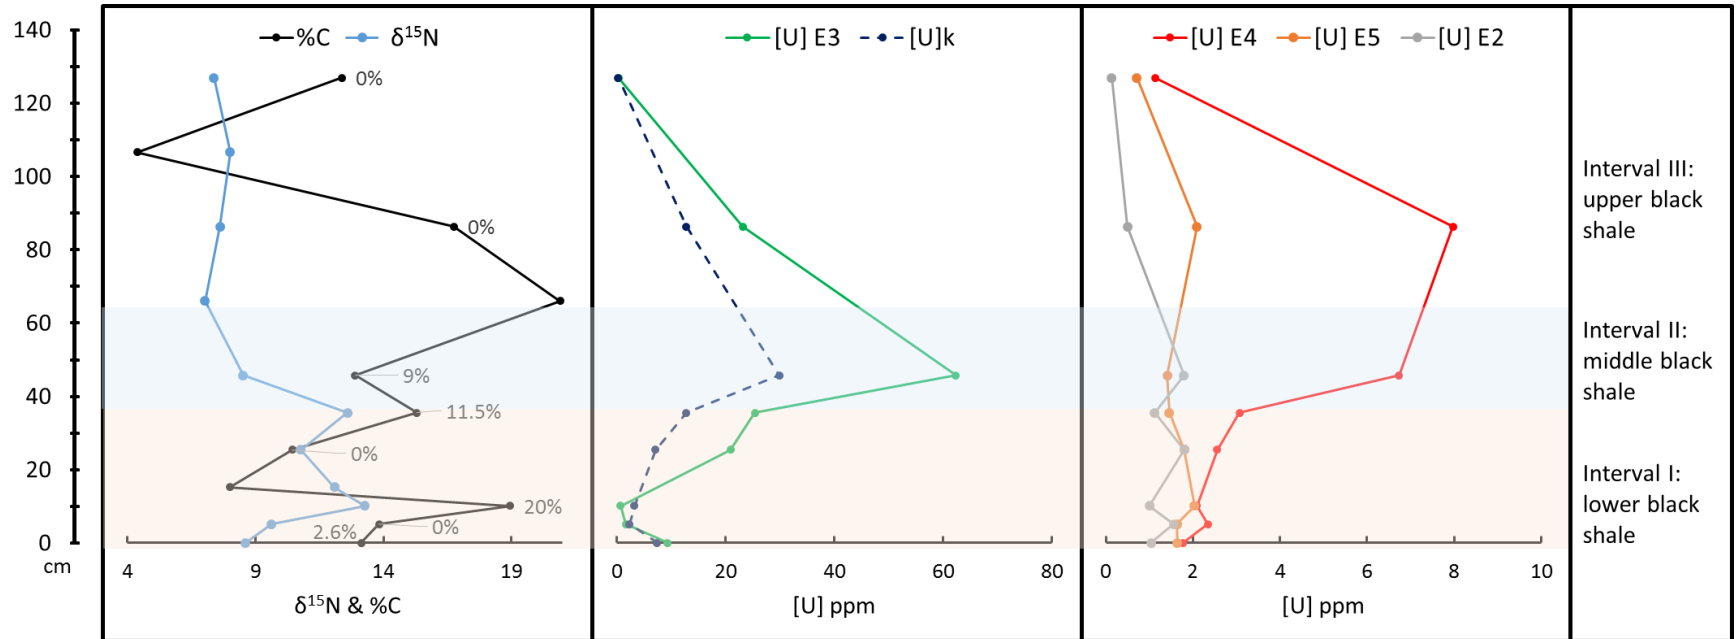 140
120
100
80
60
40
20
0
cm
%C δ¹⁵N
0%
0%
9%
11.5%
0%
20%
0%
2.6%
4 9 14 19
δ¹⁵N & %C
[U] E3 [U]k
0 20 40 60 80
[U] ppm
[U] E4 [U] E5 [U] E2
0 2 4 6 8 10
[U] ppm
Interval III:
upper black
shale
Interval II:
middle black
shale
Interval I:
lower black
shale